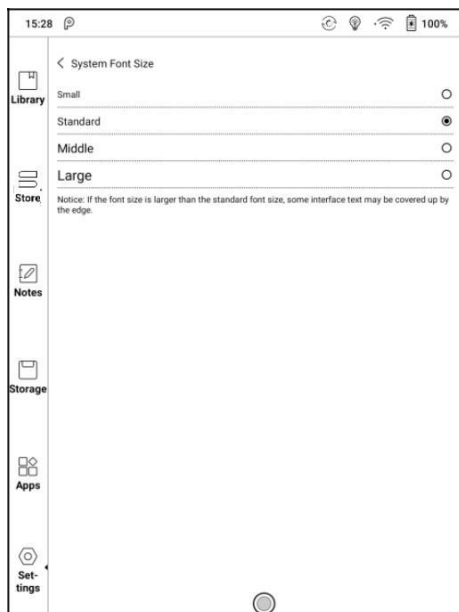 15:28
100%
System Font Size
Small
Standard
Middle
Large
Notice: If the font size is larger than the standard font size, some interface text may be covered up by
the edge.
Library
Store
Notes
Storage
Apps
Set-
tings